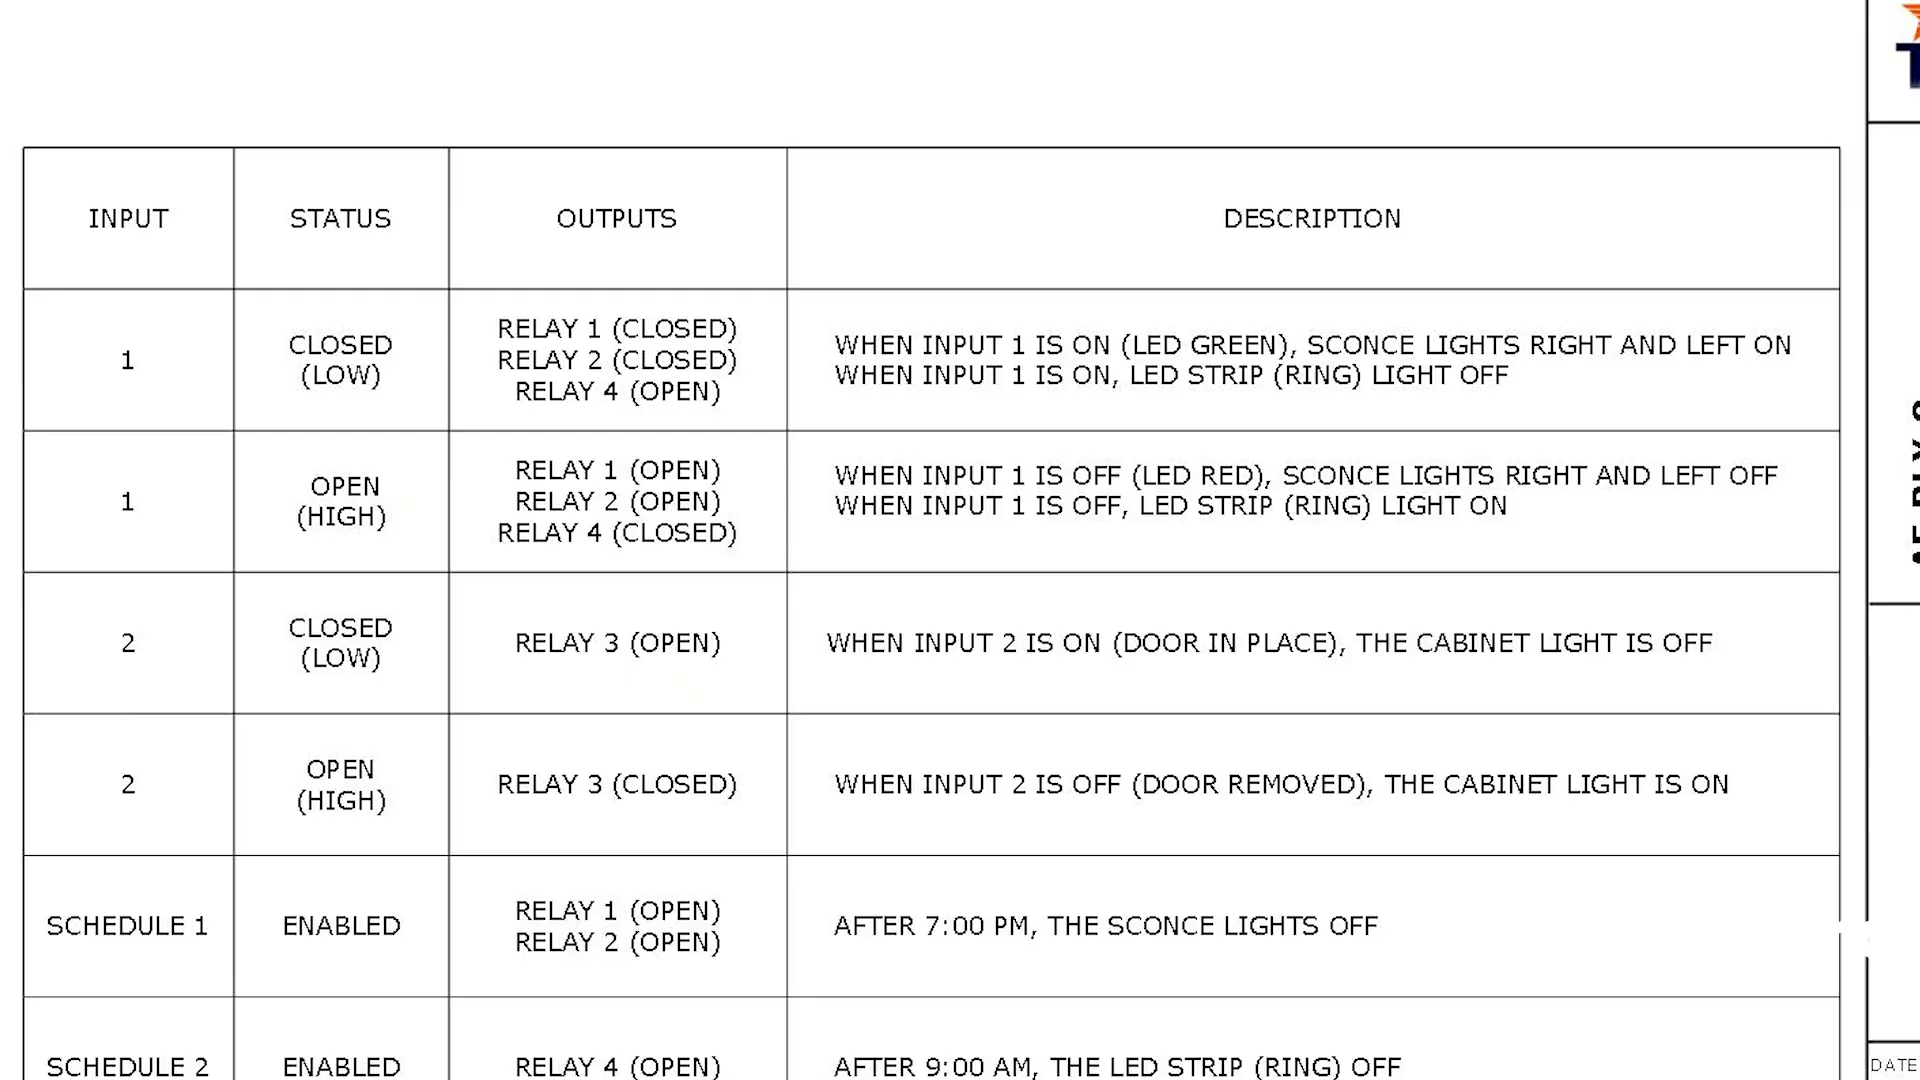 INPUT
STATUS
OUTPUTS
DESCRIPTION
1
CLOSED
(LOW)
RELAY 1 (CLOSED)
RELAY 2 (CLOSED)
RELAY 4 (OPEN)
WHEN INPUT 1 IS ON (LED GREEN), SCONCE LIGHTS RIGHT AND LEFT ON
WHEN INPUT 1 IS ON, LED STRIP (RING) LIGHT OFF
1
OPEN
(HIGH)
RELAY 1 (OPEN)
RELAY 2 (OPEN)
RELAY 4 (CLOSED)
WHEN INPUT 1 IS OFF (LED RED), SCONCE LIGHTS RIGHT AND LEFT OFF
WHEN INPUT 1 IS OFF, LED STRIP (RING) LIGHT ON
2
CLOSED
(LOW)
RELAY 3 (OPEN)
WHEN INPUT 2 IS ON (DOOR IN PLACE), THE CABINET LIGHT IS OFF
2
OPEN
(HIGH)
RELAY 3 (CLOSED)
WHEN INPUT 2 IS OFF (DOOR REMOVED), THE CABINET LIGHT IS ON
SCHEDULE 1
ENABLED
RELAY 1 (OPEN)
RELAY 2 (OPEN)
AFTER 7:00 PM, THE SCONCE LIGHTS OFF
SCHEDULE 2
ENABLED
RELAY 4 (OPEN)
AFTER 9:00 AM, THE LED STRIP (RING) OFF
DATE